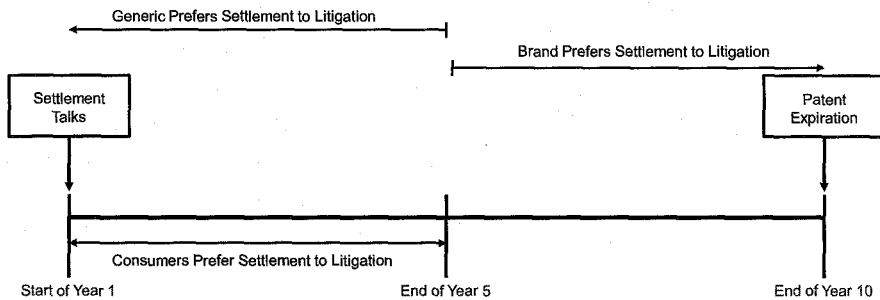 Generic Prefers Settlement to Litigation
Brand Prefers Settlement to Litigation
Settlement
Talks
Patent
Expiration
Consumers Prefer Settlement to Litigation
Start of Year 1
End of Year 5
End of Year 10